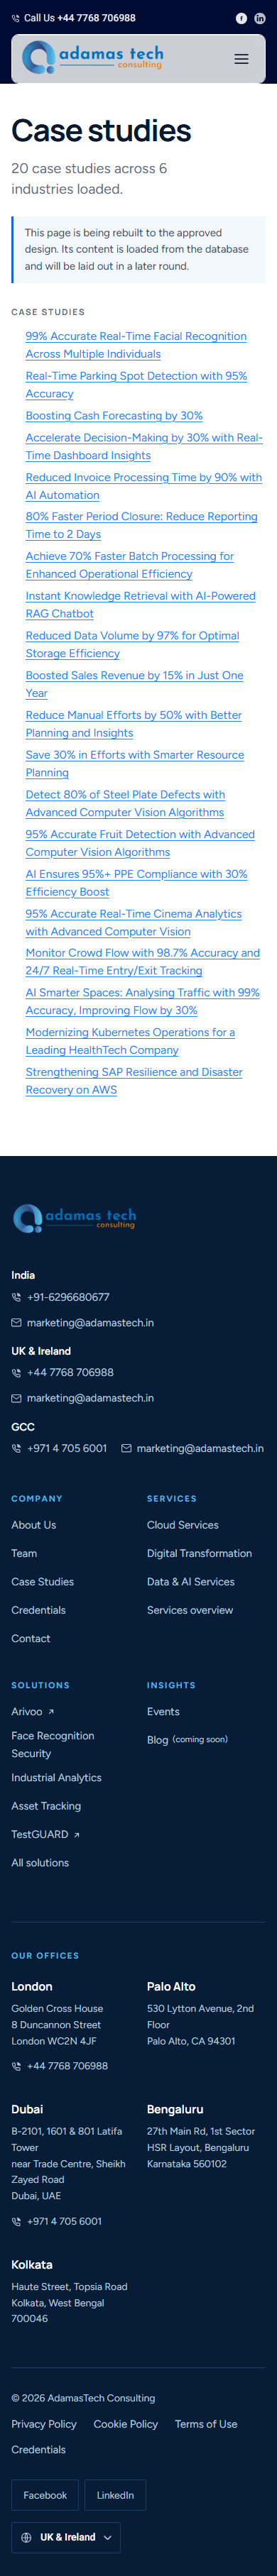 Call Us +44 7768 706988
adamas tech
consulting
Case studies
20 case studies across 6
industries loaded.
This page is being rebuilt to the approved
design. Its content is loaded from the database
and will be laid out in a later round.
CASE STUDIES
99% Accurate Real-Time Facial Recognition
Across Multiple Individuals
Real-Time Parking Spot Detection with 95%
Accuracy
Boosting Cash Forecasting by 30%
Accelerate Decision-Making by 30% with Real-
Time Dashboard Insights
Reduced Invoice Processing Time by 90% with
AI Automation
80% Faster Period Closure: Reduce Reporting
Time to 2 Days
Achieve 70% Faster Batch Processing for
Enhanced Operational Efficiency
Instant Knowledge Retrieval with AI-Powered
RAG Chatbot
Reduced Data Volume by 97% for Optimal
Storage Efficiency
Boosted Sales Revenue by 15% in Just One
Year
Reduce Manual Efforts by 50% with Better
Planning and Insights
Save 30% in Efforts with Smarter Resource
Planning
Detect 80% of Steel Plate Defects with
Advanced Computer Vision Algorithms
95% Accurate Fruit Detection with Advanced
Computer Vision Algorithms
AI Ensures 95%+ PPE Compliance with 30%
Efficiency Boost
95% Accurate Real-Time Cinema Analytics
with Advanced Computer Vision
Monitor Crowd Flow with 98.7% Accuracy and
24/7 Real-Time Entry/Exit Tracking
AI Smarter Spaces: Analysing Traffic with 99%
Accuracy, Improving Flow by 30%
Modernizing Kubernetes Operations for a
Leading HealthTech Company
Strengthening SAP Resilience and Disaster
Recovery on AWS
adamas tech
consulting
India
+91-6296680677
marketing@adamastech.in
UK & Ireland
+44 7768 706988
marketing@adamastech.in
GCC
+971 4 705 6001 marketing@adamastech.in
COMPANY
About Us
Team
Case Studies
Credentials
Contact
SERVICES
Cloud Services
Digital Transformation
Data & AI Services
Services overview
SOLUTIONS
Arivoo ↗
Face Recognition
Security
Industrial Analytics
Asset Tracking
TestGUARD ↗
All solutions
INSIGHTS
Events
Blog (coming soon)
OUR OFFICES
London
Golden Cross House
8 Duncannon Street
London WC2N 4JF
+44 7768 706988
Palo Alto
530 Lytton Avenue, 2nd
Floor
Palo Alto, CA 94301
Dubai
B-2101, 1601 & 801 Latifa
Tower
near Trade Centre, Sheikh
Zayed Road
Dubai, UAE
+971 4 705 6001
Bengaluru
27th Main Rd, 1st Sector
HSR Layout, Bengaluru
Karnataka 560102
Kolkata
Haute Street, Topsia Road
Kolkata, West Bengal
700046
© 2026 AdamasTech Consulting
Privacy Policy Cookie Policy Terms of Use
Credentials
Facebook LinkedIn
UK & Ireland